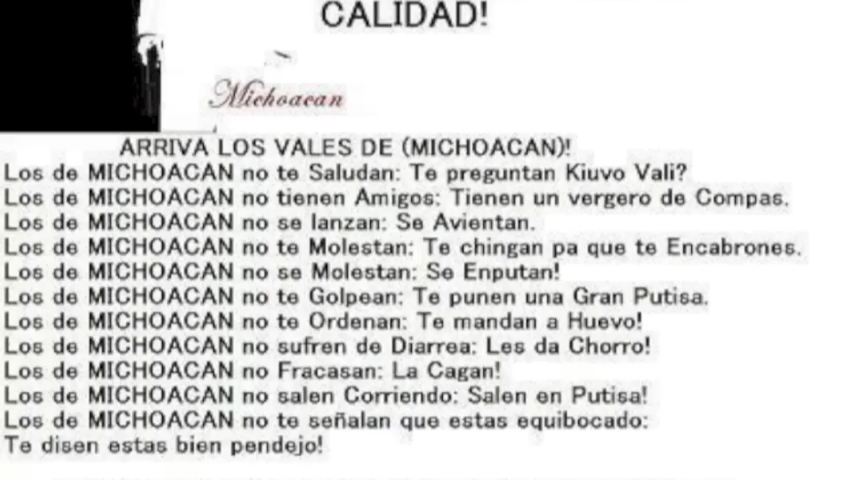 CALIDAD!
Michoacan
ARRIVA LOS VALES DE (MICHOACAN)!
Los de MICHOACAN no te Saludan: Te preguntan Kiuvo Vali?
Los de MICHOACAN no tienen Amigos: Tienen un vergero de Compas.
Los de MICHOACAN no se lanzan: Se Avientan.
Los de MICHOACAN no te Molestan: Te chingan pa que te Encabrones.
Los de MICHOACAN no se Molestan: Se Enputan!
Los de MICHOACAN no te Golpean: Te punen una Gran Putisa.
Los de MICHOACAN no te Ordenan: Te mandan a Huevo!
Los de MICHOACAN no sufren de Diarrea: Les da Chorro!
Los de MICHOACAN no Fracasan: La Cagan!
Los de MICHOACAN no salen Corriendo: Salen en Putisa!
Los de MICHOACAN no te señalan que estas equibocado:
Te disen estas bien pendejo!